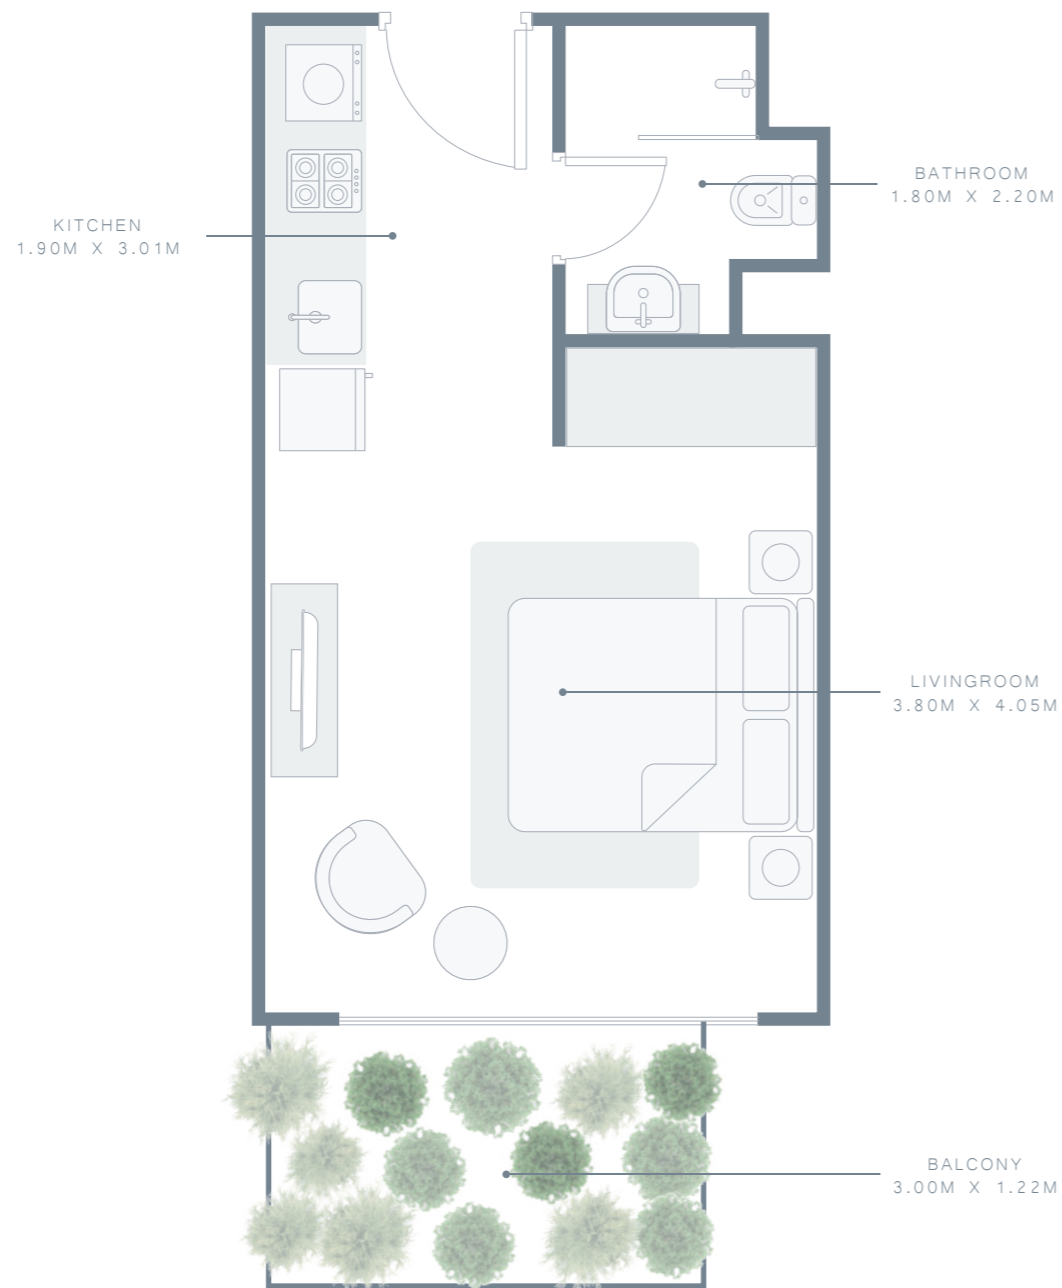 KITCHEN
1.90M X 3.01M
BATHROOM
1.80M X 2.20M
LIVINGROOM
3.80M X 4.05M
BALCONY
3.00M X 1.22M